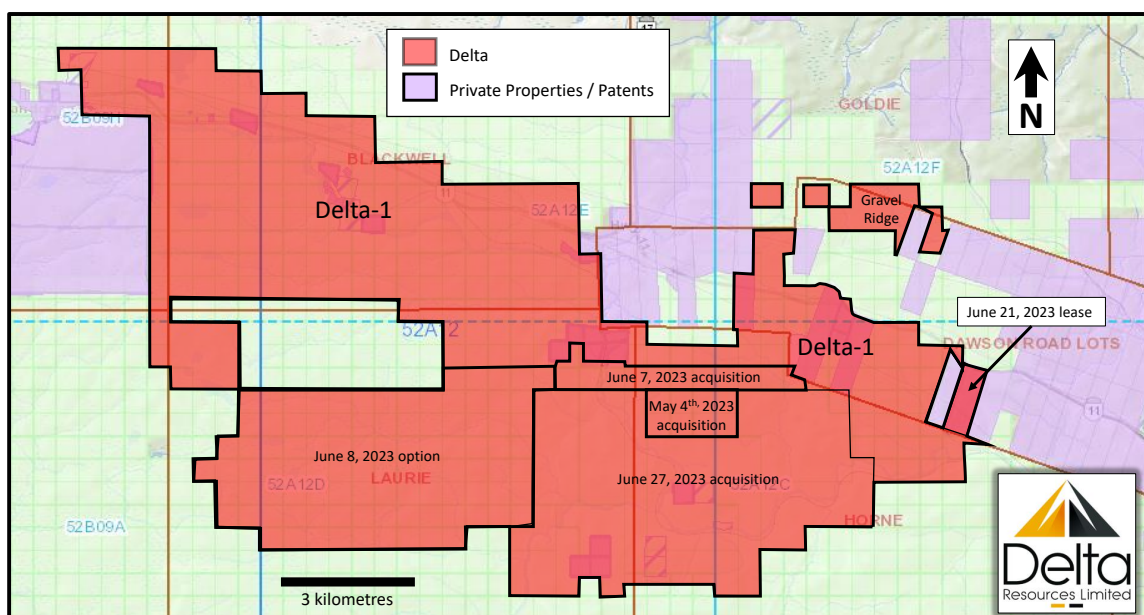 Delta
Private Properties / Patents
N
17
GOLDIE
52B09H
BLACKWELL
52A12F
11
Gravel
Ridge
Delta-1
52A12E
June 21, 2023 lease
52A12
DAWSON ROAD LOTS
Delta-1
June 7, 2023 acquisition
May 4th, 2023
acquisition
11
June 8, 2023 option
LAURIE
June 27, 2023 acquisition
52A12D
52A12C
52B09A
HORNE
3 kilometres
Delta
Resources Limited